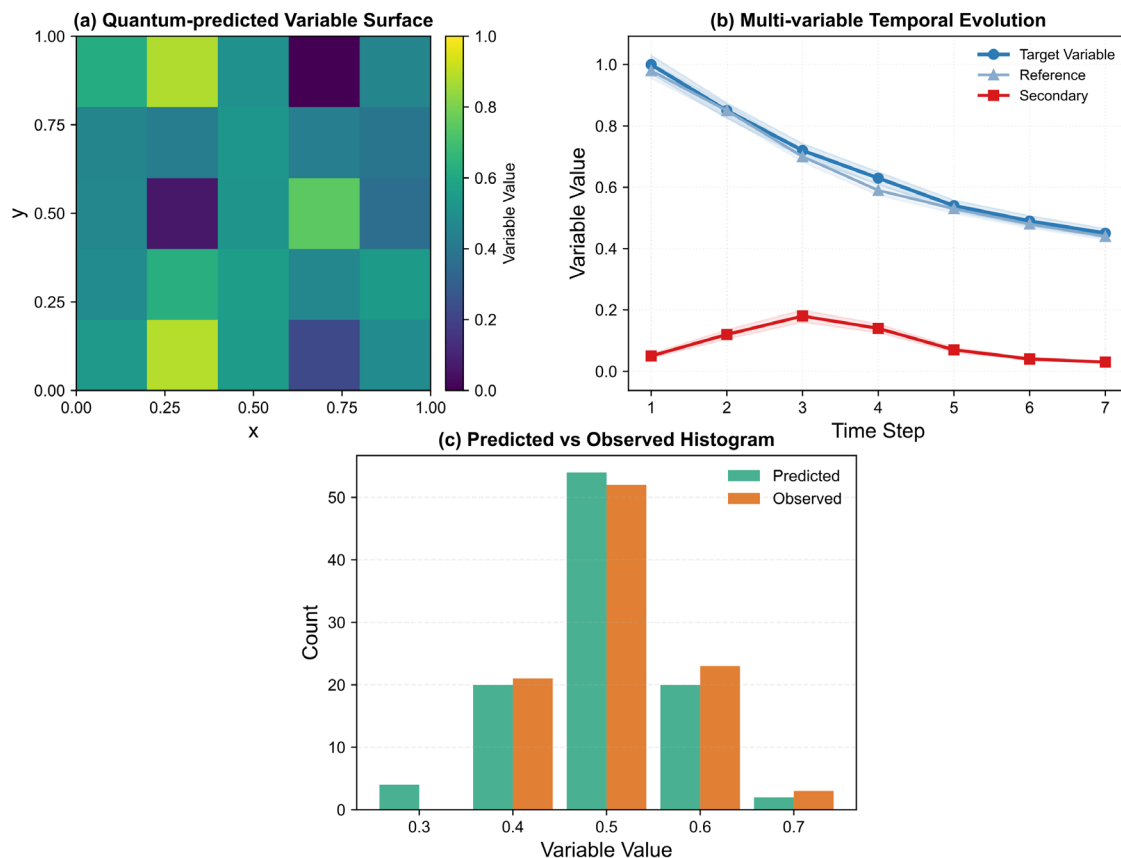 (a) Quantum-predicted Variable Surface
1.00
0.75
0.50
0.25
0.00
y
0.00
0.25
0.50
0.75
1.00
x
1.0
0.8
0.6
0.4
0.2
0.0
Variable Value
(b) Multi-variable Temporal Evolution
Target Variable
Reference
Secondary
1.0
0.8
0.6
0.4
0.2
0.0
Variable Value
1
2
3
4
5
6
7
Time Step
(c) Predicted vs Observed Histogram
Predicted
Observed
50
40
30
20
10
0
Count
0.3
0.4
0.5
0.6
0.7
Variable Value